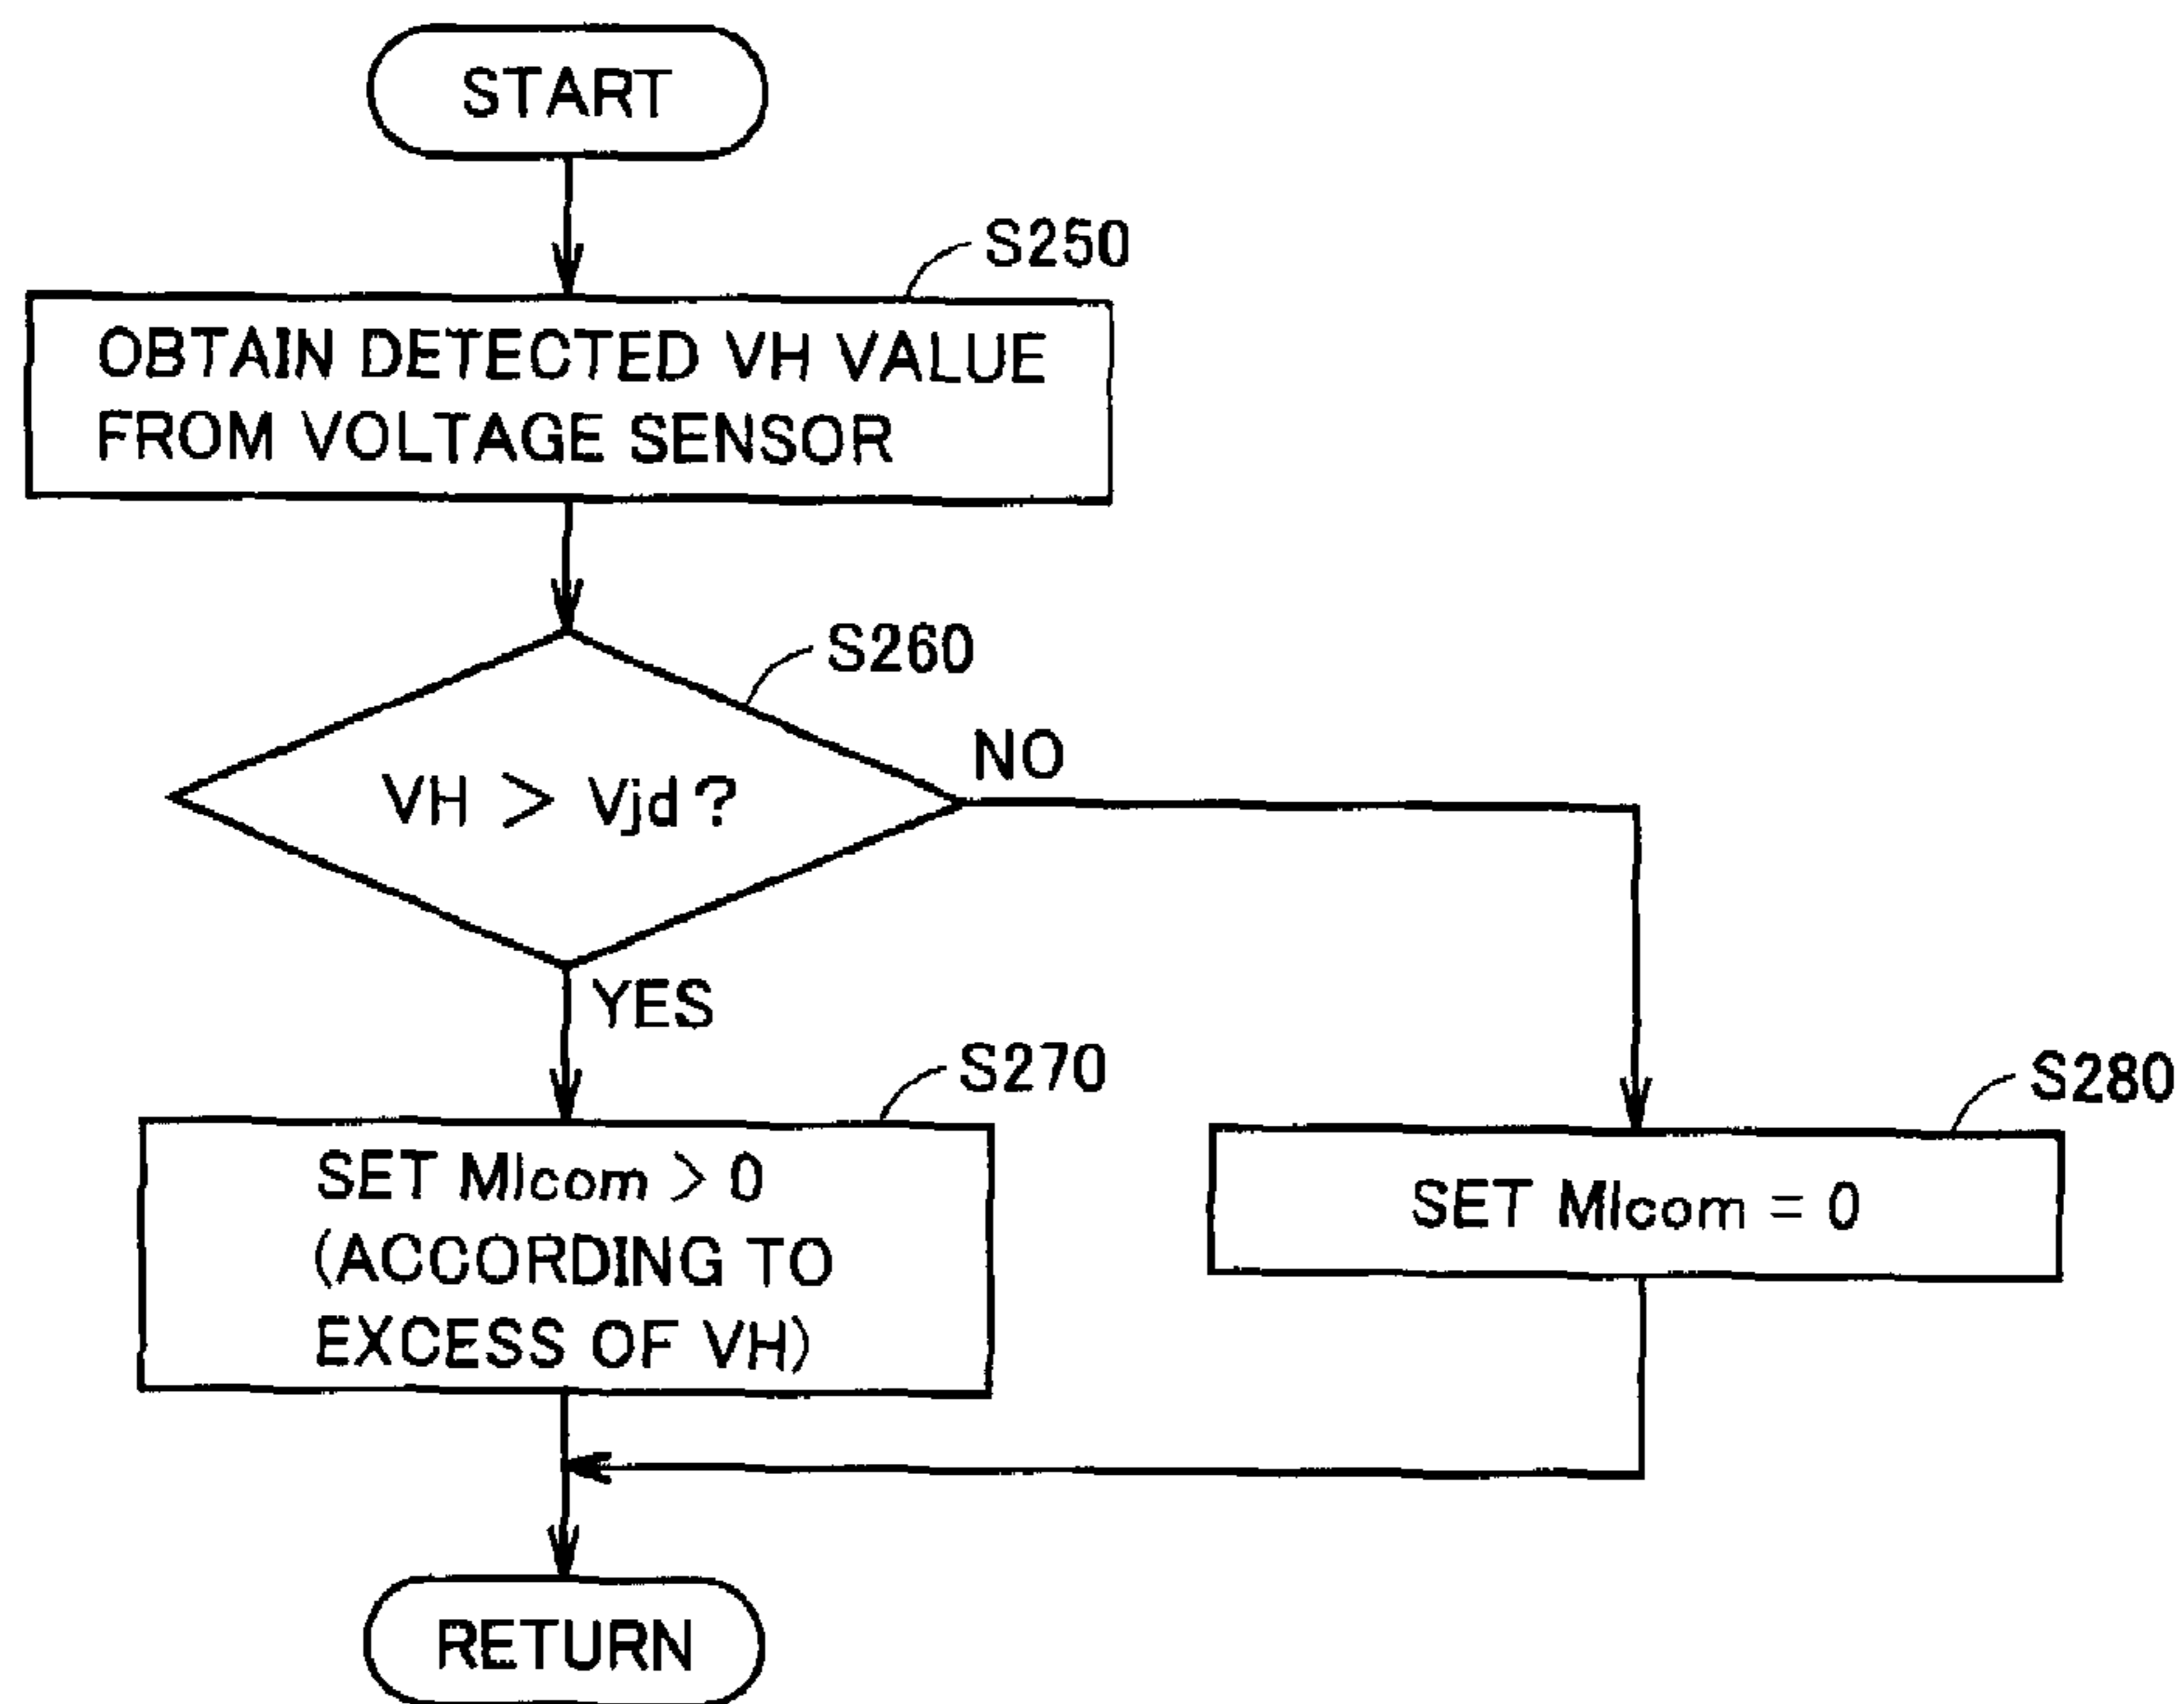 START
S250
OBTAIN DETECTED VH VALUE
FROM VOLTAGE SENSOR
S260
VH > Vjd?
NO
YES
S270
SET MIcom > 0
(ACCORDING TO
EXCESS OF VH)
S280
SET MIcom = 0
RETURN